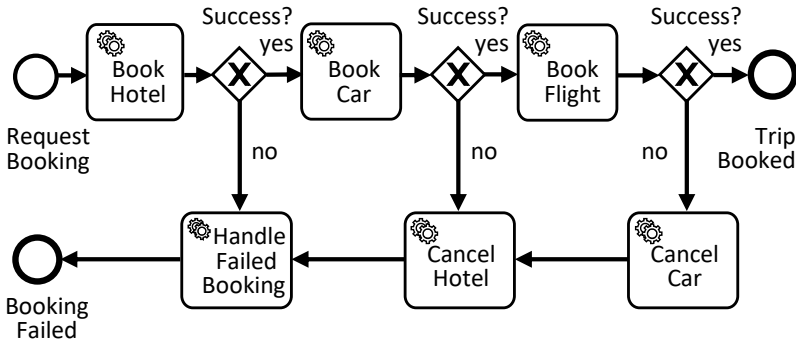 Success?
yes
Success?
yes
Success?
yes
Book
Hotel
X
Book
Car
X
Book
Flight
X
Request
Booking
no
no
no
Trip
Booked
Handle
Failed
Booking
Cancel
Hotel
Cancel
Car
Booking
Failed